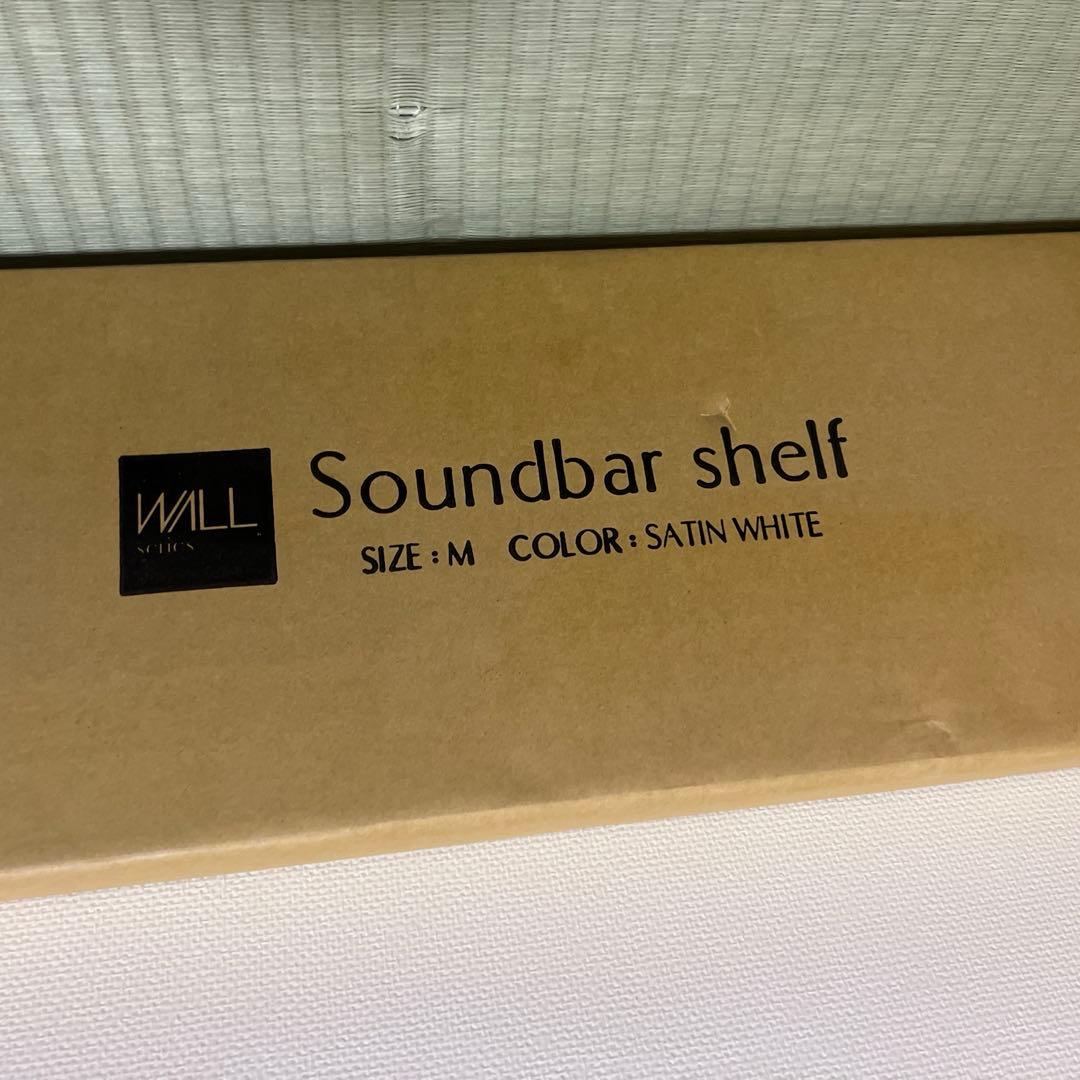 WALL
series
Soundbar shelf
SIZE : M COLOR : SATIN WHITE